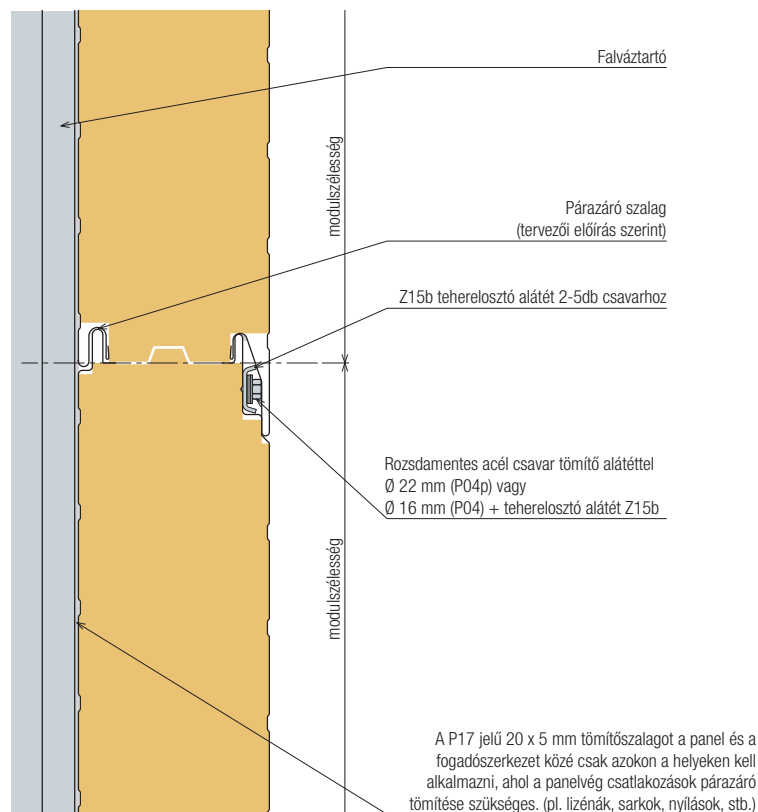 Falváztartó
modulszélesség
Párazáró szalag
(tervezői előírás szerint)
Z15b teherelosztó alátét 2-5db csavarhoz
Rozsdamentes acél csavar tömítő alátéttel
Ø 22 mm (P04p) vagy
Ø 16 mm (P04) + teherelosztó alátét Z15b
modulszélesség
A P17 jelű 20 x 5 mm tömítőszalagot a panel és a
fogadószerkezet közé csak azokon a helyeken kell
alkalmazni, ahol a panelvég csatlakozások párazáró
tömítése szükséges. (pl. lizénák, sarkok, nyílások, stb.)